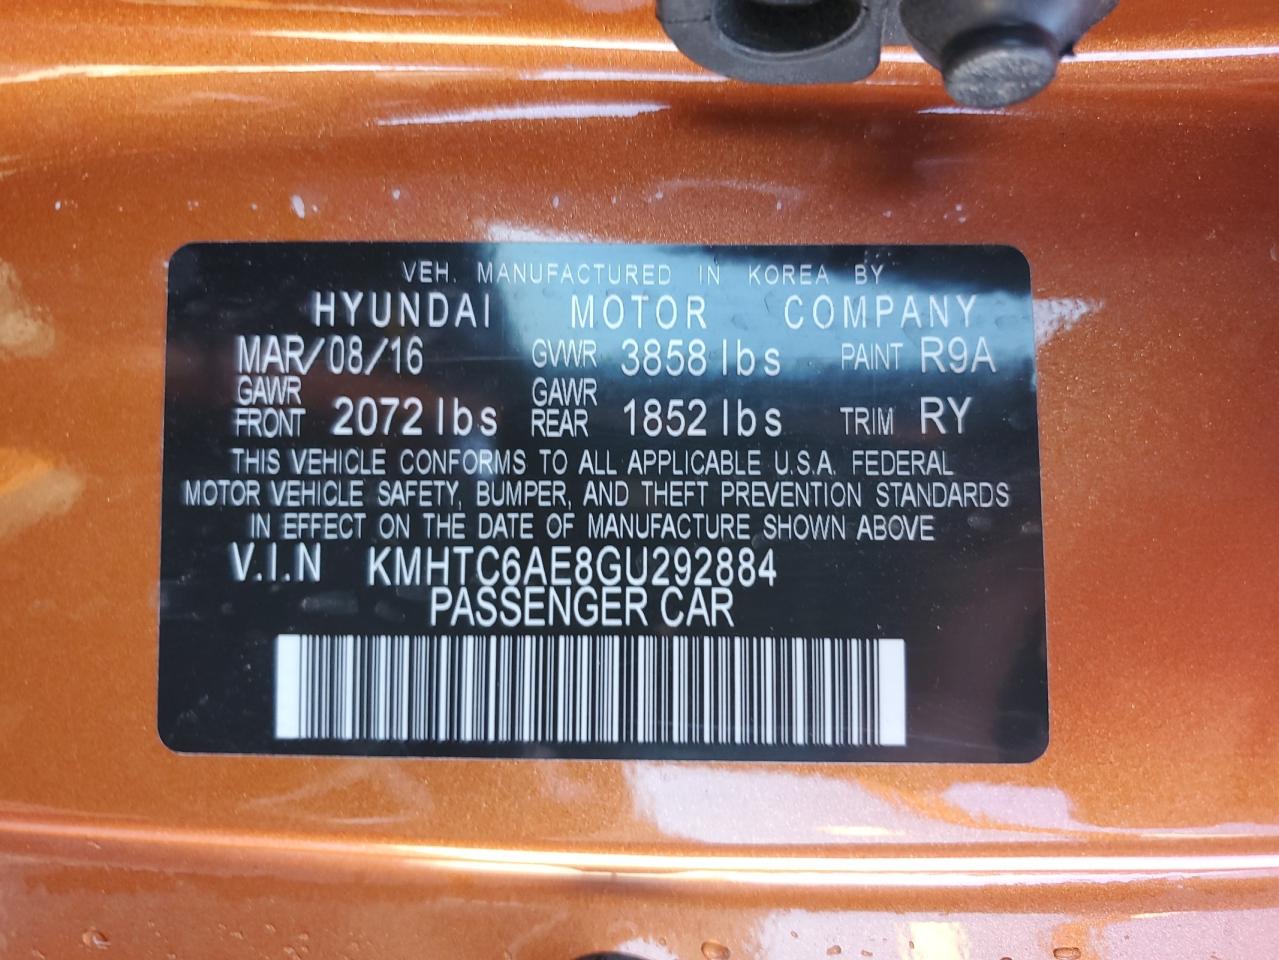 VEH. MANUFACTURED IN KOREA BY
HYUNDAI MOTOR COMPANY
MAR/08/16 GVWR 3858 lbs PAINT R9A
GAWR FRONT 2072 lbs GAWR REAR 1852 lbs TRIM RY
THIS VEHICLE CONFORMS TO ALL APPLICABLE U.S.A. FEDERAL
MOTOR VEHICLE SAFETY, BUMPER, AND THEFT PREVENTION STANDARDS
IN EFFECT ON THE DATE OF MANUFACTURE SHOWN ABOVE
V.I.N KMHTC6AE8GU292884
PASSENGER CAR